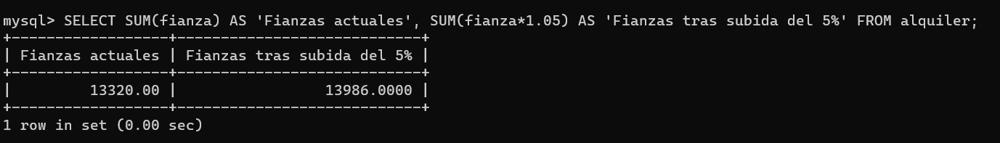 mysql> SELECT SUM(fianza) AS 'Fianzas actuales', SUM(fianza*1.05) AS 'Fianzas tras subida del 5%' FROM alquiler;
+------------------+----------------------------+
| Fianzas actuales | Fianzas tras subida del 5% |
+------------------+----------------------------+
|         13320.00 |                 13986.0000 |
+------------------+----------------------------+
1 row in set (0.00 sec)